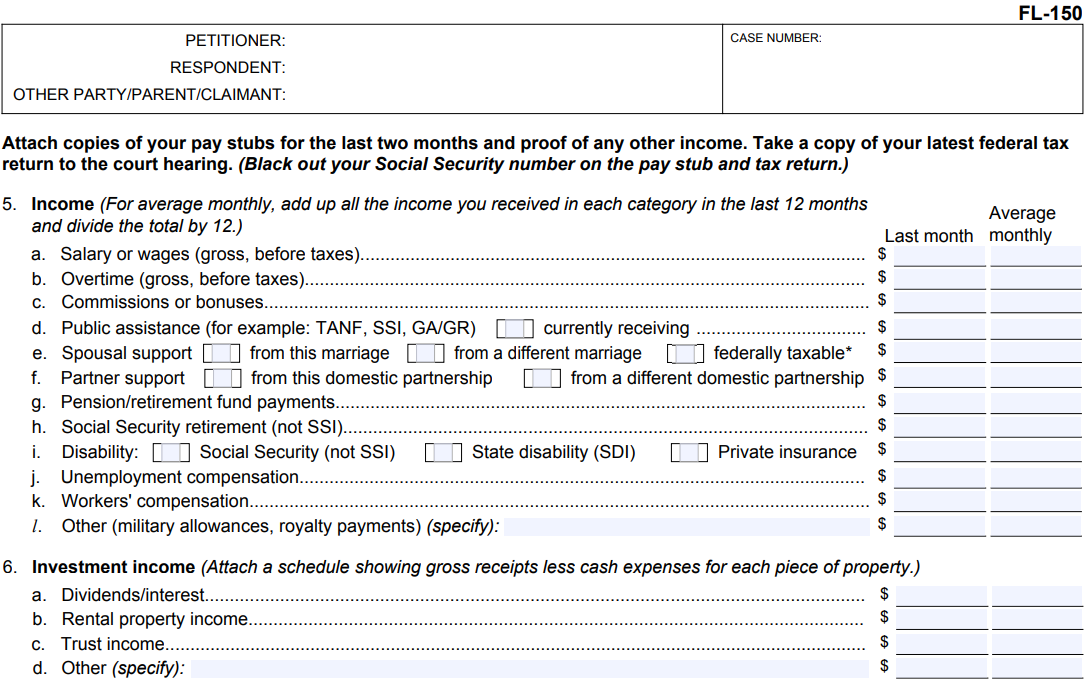 FL-150
PETITIONER:
RESPONDENT:
OTHER PARTY/PARENT/CLAIMANT:
CASE NUMBER:
Attach copies of your pay stubs for the last two months and proof of any other income. Take a copy of your latest federal tax
return to the court hearing. (Black out your Social Security number on the pay stub and tax return.)
5. Income (For average monthly, add up all the income you received in each category in the last 12 months
and divide the total by 12.)
Last month Average monthly
a. Salary or wages (gross, before taxes) $
b. Overtime (gross, before taxes) $
c. Commissions or bonuses $
d. Public assistance (for example: TANF, SSI, GA/GR) currently receiving $
e. Spousal support from this marriage from a different marriage federally taxable* $
f. Partner support from this domestic partnership from a different domestic partnership $
g. Pension/retirement fund payments $
h. Social Security retirement (not SSI) $
i. Disability: Social Security (not SSI) State disability (SDI) Private insurance $
j. Unemployment compensation $
k. Workers' compensation $
l. Other (military allowances, royalty payments) (specify): $
6. Investment income (Attach a schedule showing gross receipts less cash expenses for each piece of property.)
a. Dividends/interest $
b. Rental property income $
c. Trust income $
d. Other (specify): $